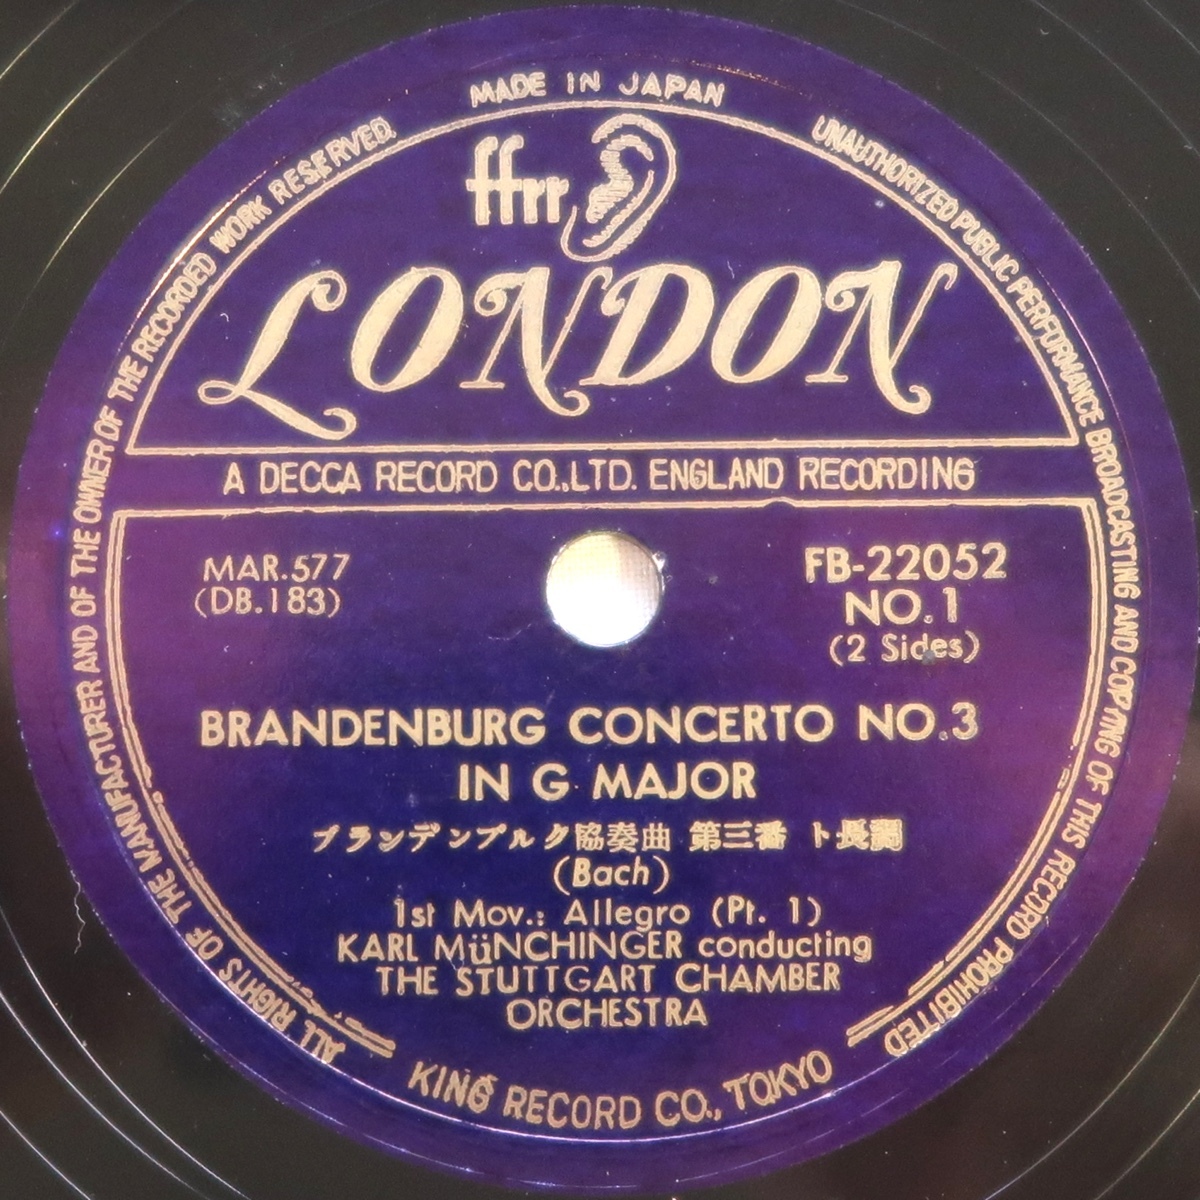 MADE IN JAPAN
ffrr
LONDON
A DECCA RECORD CO.,LTD. ENGLAND RECORDING
MAR.577
(DB.183)
FB-22052
NO.1
(2 Sides)
BRANDENBURG CONCERTO NO.3
IN G MAJOR
ブランデンブルク協奏曲 第三番 ト長調
(Bach)
1st Mov.: Allegro (Pt. 1)
KARL MüNCHINGER conducting
THE STUTTGART CHAMBER
ORCHESTRA
KING RECORD CO., TOKYO
ALL RIGHTS OF THE MANUFACTURER AND OF THE OWNER OF THE RECORDED WORK RESERVED.
UNAUTHORIZED PUBLIC PERFORMANCE BROADCASTING AND COPYING OF THIS RECORD PROHIBITED